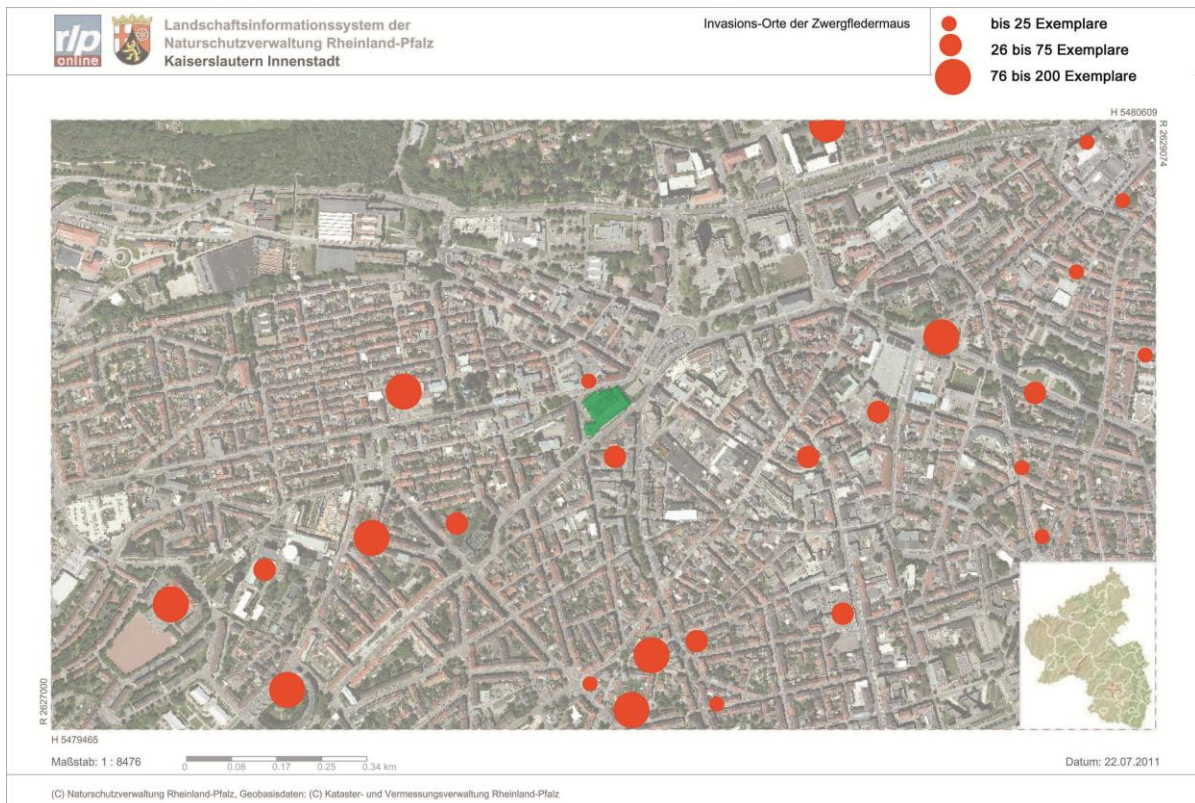 rlp
online
Landschaftsinformationssystem der
Naturschutzverwaltung Rheinland-Pfalz
Kaiserslautern Innenstadt
Invasions-Orte der Zwergfledermaus
bis 25 Exemplare
26 bis 75 Exemplare
76 bis 200 Exemplare
H 5480609
R 2629074
R 2627000
H 5479465
Maßstab: 1 : 8476
0 0.08 0.17 0.25 0.34 km
Datum: 22.07.2011
(C) Naturschutzverwaltung Rheinland-Pfalz, Geobasisdaten: (C) Kataster- und Vermessungsverwaltung Rheinland-Pfalz